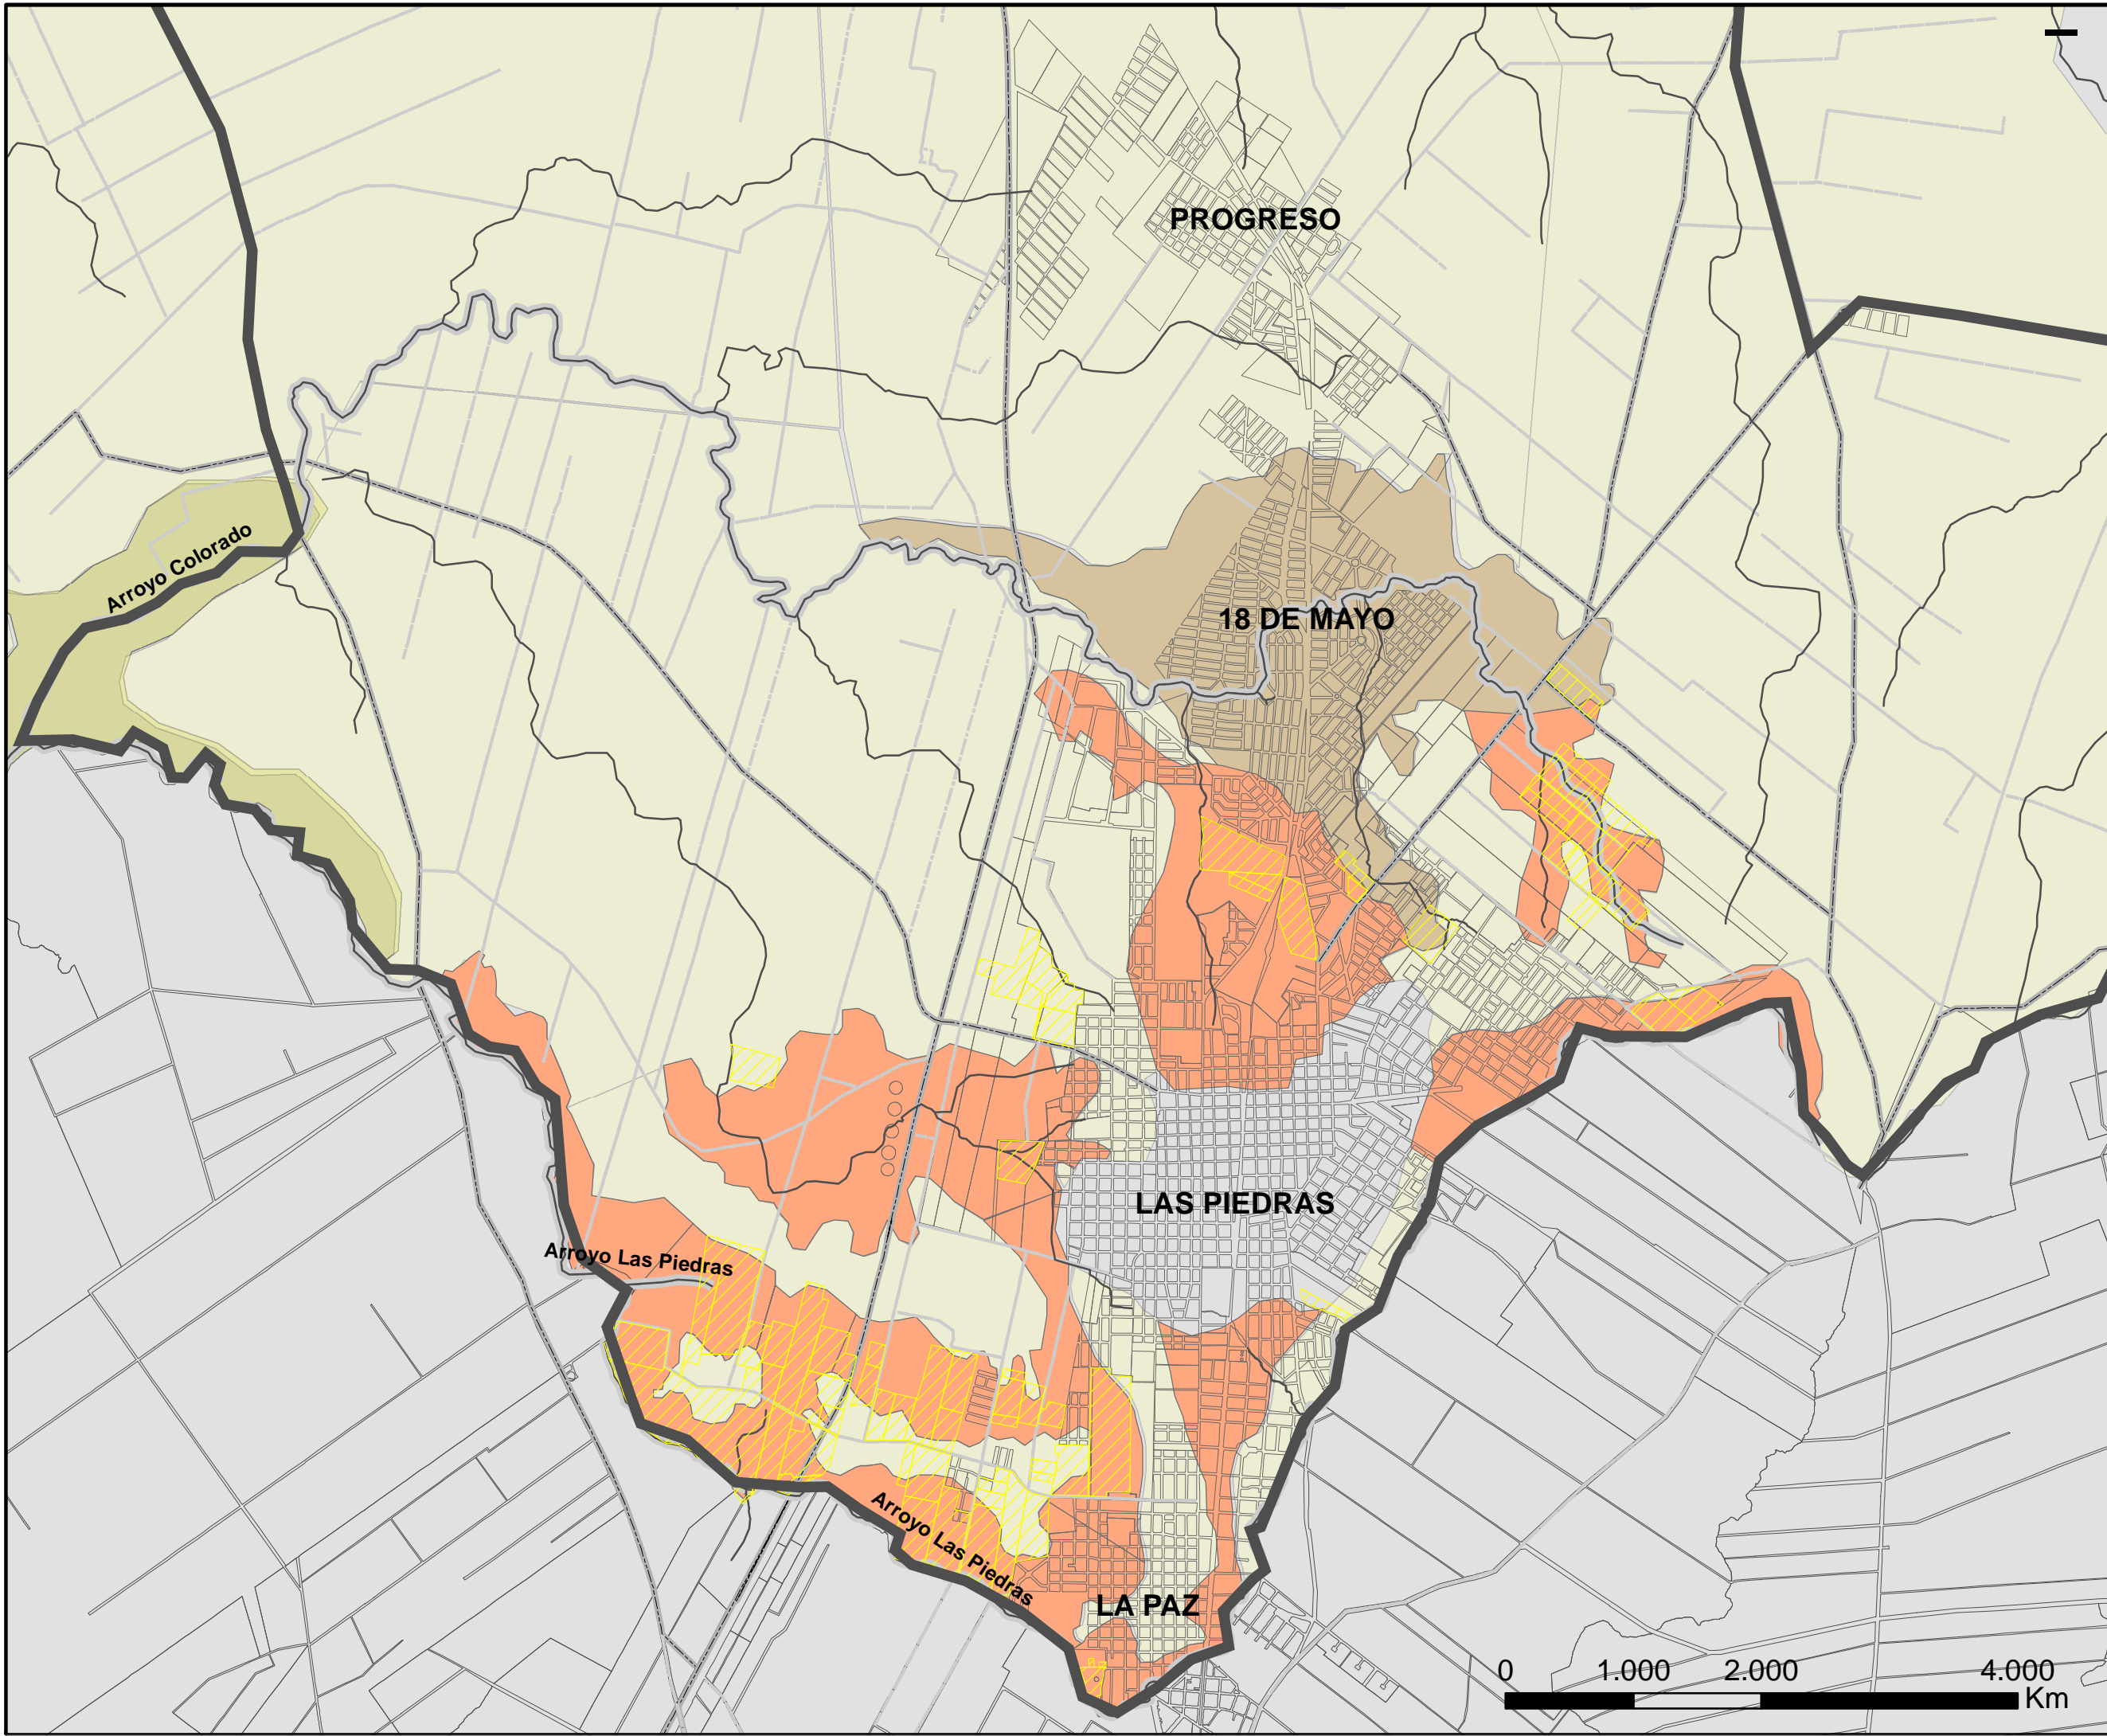 PROGRESO
Arroyo Colorado
18 DE MAYO
LAS PIEDRAS
Arroyo Las Piedras
Arroyo Las Piedras
LA PAZ
0 1.000 2.000 4.000
Km